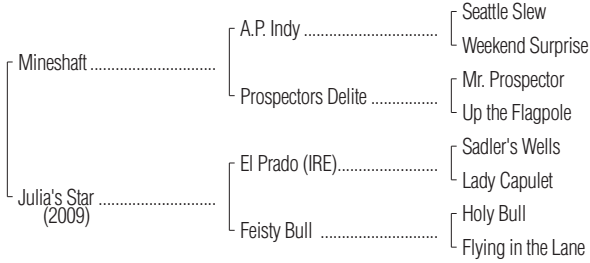 Seattle Slew
A.P. Indy ................................
Weekend Surprise
Mineshaft ..............................
Mr. Prospector
Prospectors Delite ................
Up the Flagpole
Sadler's Wells
El Prado (IRE)........................
Lady Capulet
Julia's Star ............................
(2009)
Holy Bull
Feisty Bull ............................
Flying in the Lane